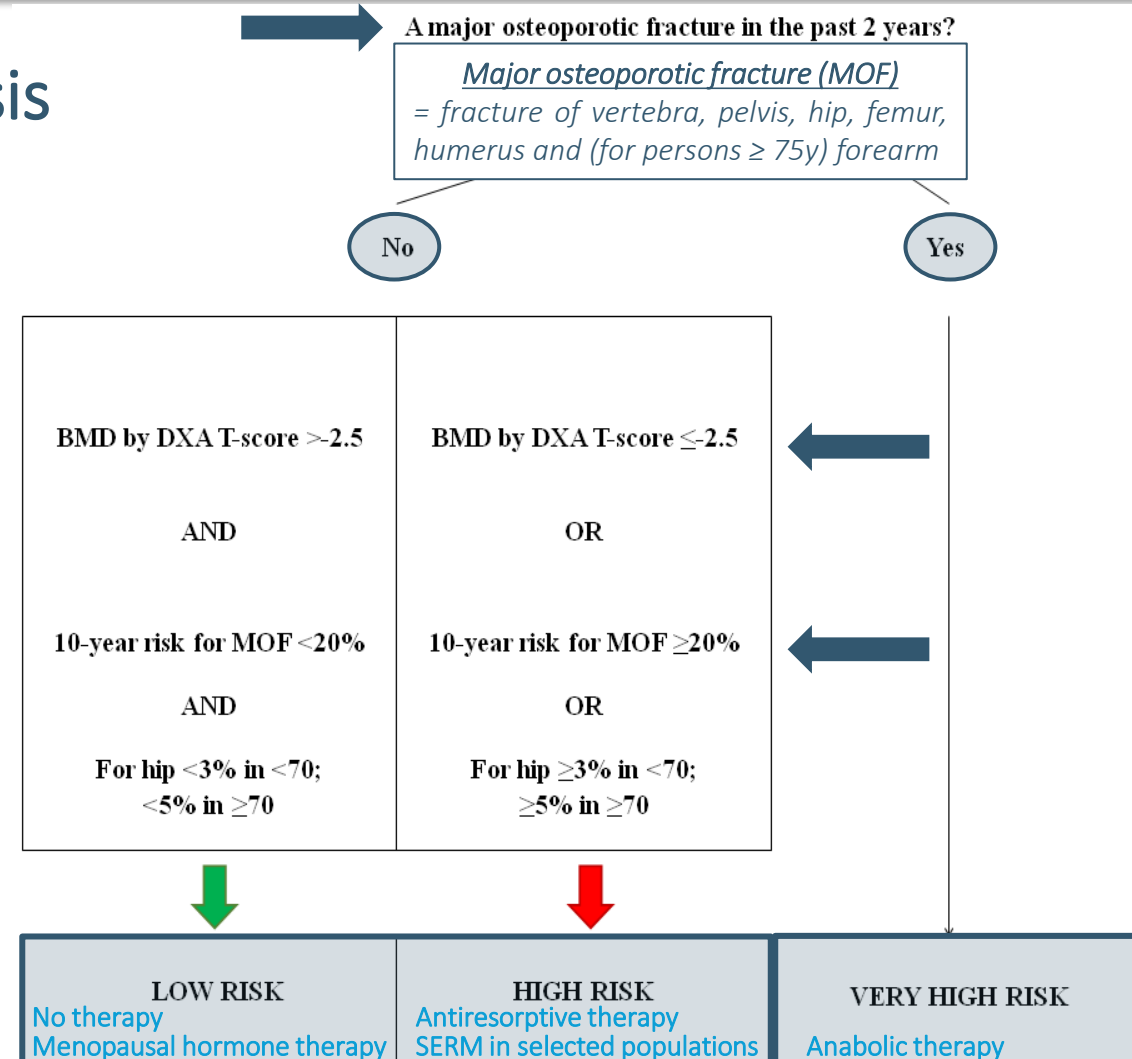 A major osteoporotic fracture in the past 2 years?
sis
Major osteoporotic fracture (MOF)
= fracture of vertebra, pelvis, hip, femur,
humerus and (for persons ≥ 75y) forearm
No
Yes
BMD by DXA T-score >-2.5
AND
10-year risk for MOF <20%
AND
For hip <3% in <70;
<5% in ≥70
BMD by DXA T-score ≤-2.5
OR
10-year risk for MOF ≥20%
OR
For hip ≥3% in <70;
≥5% in ≥70
LOW RISK
No therapy
Menopausal hormone therapy
HIGH RISK
Antiresorptive therapy
SERM in selected populations
VERY HIGH RISK
Anabolic therapy